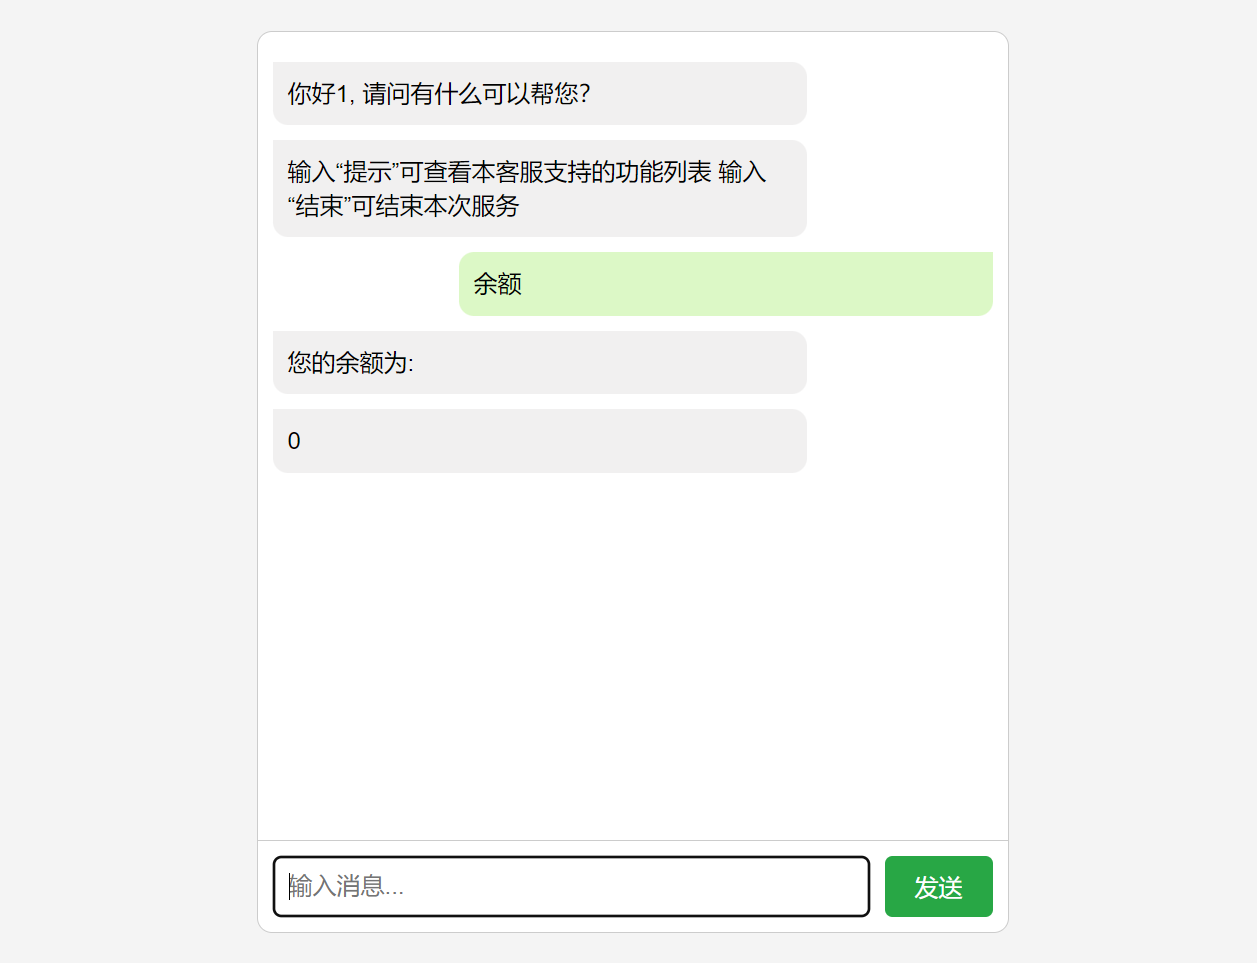 你好1, 请问有什么可以帮您?
输入“提示”可查看本客服支持的功能列表 输入
“结束”可结束本次服务
余额
您的余额为:
0
输入消息...
发送